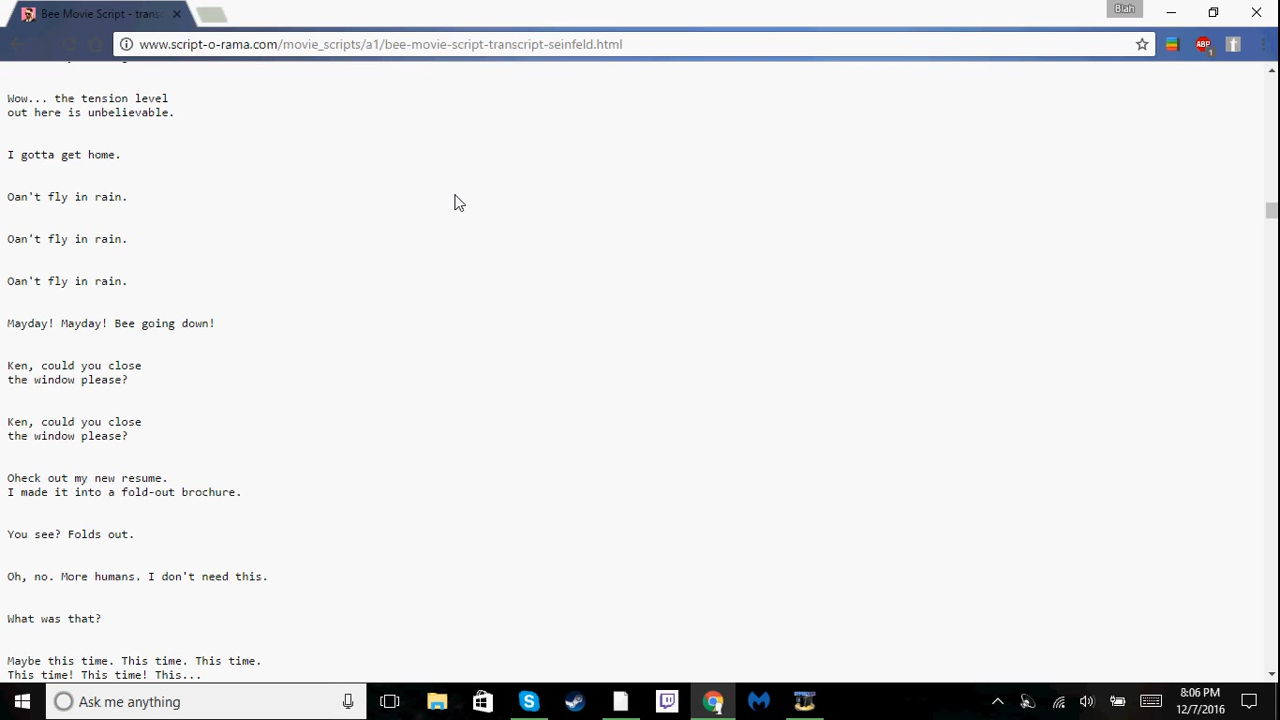 Bee Movie Script - transc
Blah
www.script-o-rama.com/movie_scripts/a1/bee-movie-script-transcript-seinfeld.html
ABP
1
Wow... the tension level
out here is unbelievable.
I gotta get home.
Oan't fly in rain.
Oan't fly in rain.
Oan't fly in rain.
Mayday! Mayday! Bee going down!
Ken, could you close
the window please?
Ken, could you close
the window please?
Oheck out my new resume.
I made it into a fold-out brochure.
You see? Folds out.
Oh, no. More humans. I don't need this.
What was that?
Maybe this time. This time. This time.
This time! This time! This...
Ask me anything
8:06 PM
12/7/2016